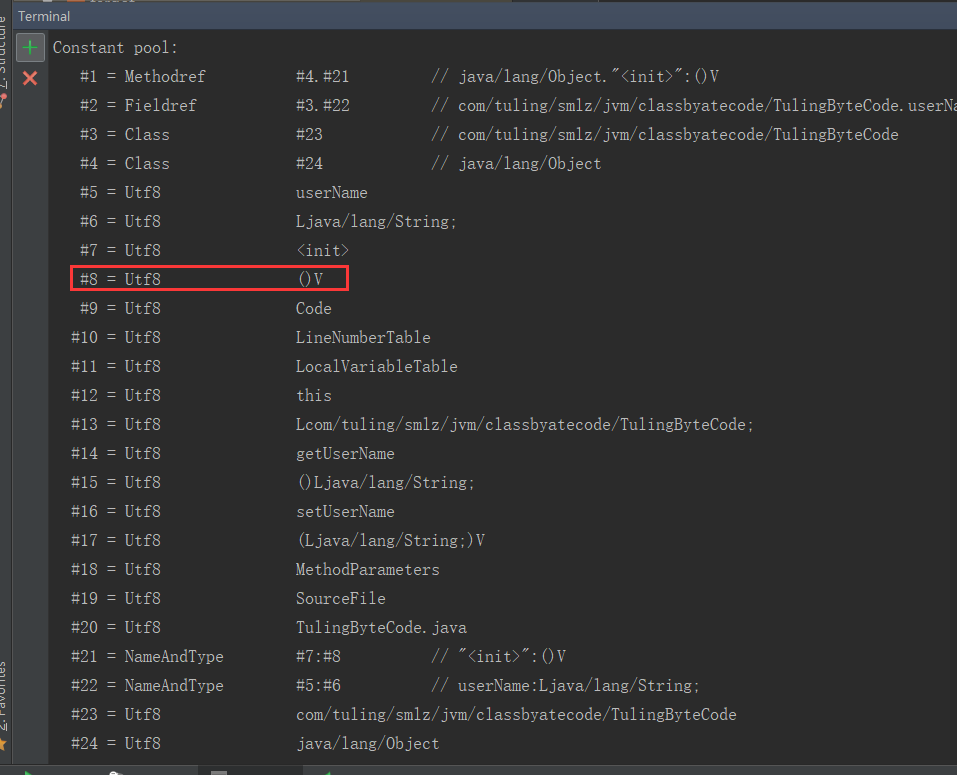 Terminal
Constant pool:
#1 = Methodref #4.#21 // java/lang/Object."<init>":()V
#2 = Fieldref #3.#22 // com/tuling/smlz/jvm/classbyatecode/TulingByteCode.userNa
#3 = Class #23 // com/tuling/smlz/jvm/classbyatecode/TulingByteCode
#4 = Class #24 // java/lang/Object
#5 = Utf8 userName
#6 = Utf8 Ljava/lang/String;
#7 = Utf8 <init>
#8 = Utf8 ()V
#9 = Utf8 Code
#10 = Utf8 LineNumberTable
#11 = Utf8 LocalVariableTable
#12 = Utf8 this
#13 = Utf8 Lcom/tuling/smlz/jvm/classbyatecode/TulingByteCode;
#14 = Utf8 getUserName
#15 = Utf8 ()Ljava/lang/String;
#16 = Utf8 setUserName
#17 = Utf8 (Ljava/lang/String;)V
#18 = Utf8 MethodParameters
#19 = Utf8 SourceFile
#20 = Utf8 TulingByteCode.java
#21 = NameAndType #7:#8 // "<init>":()V
#22 = NameAndType #5:#6 // userName:Ljava/lang/String;
#23 = Utf8 com/tuling/smlz/jvm/classbyatecode/TulingByteCode
#24 = Utf8 java/lang/Object